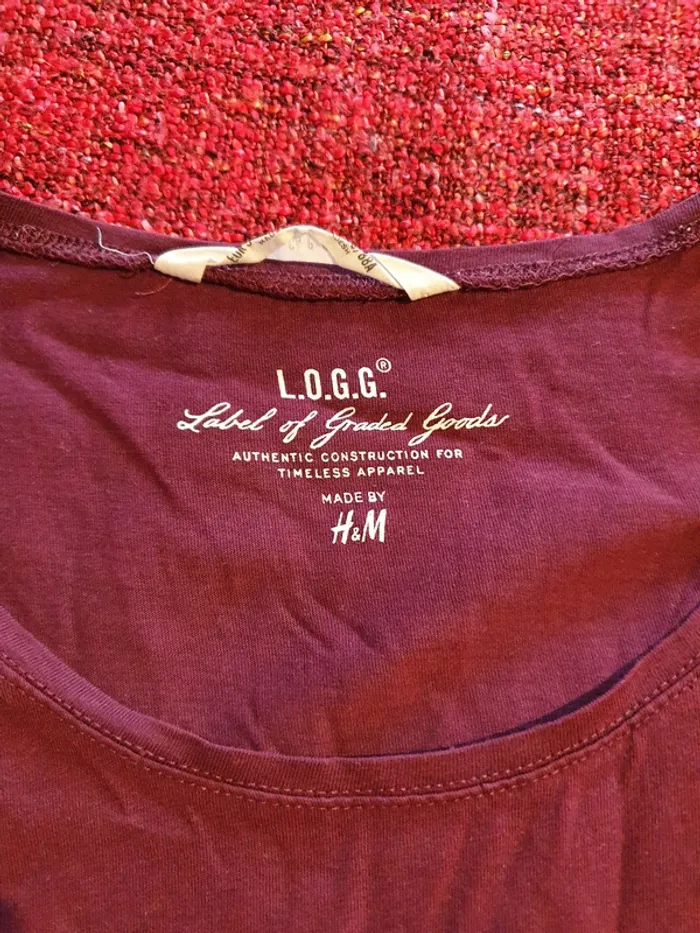 L.O.G.G.®
Label of Graded Goods
AUTHENTIC CONSTRUCTION FOR
TIMELESS APPAREL
MADE BY
H&M